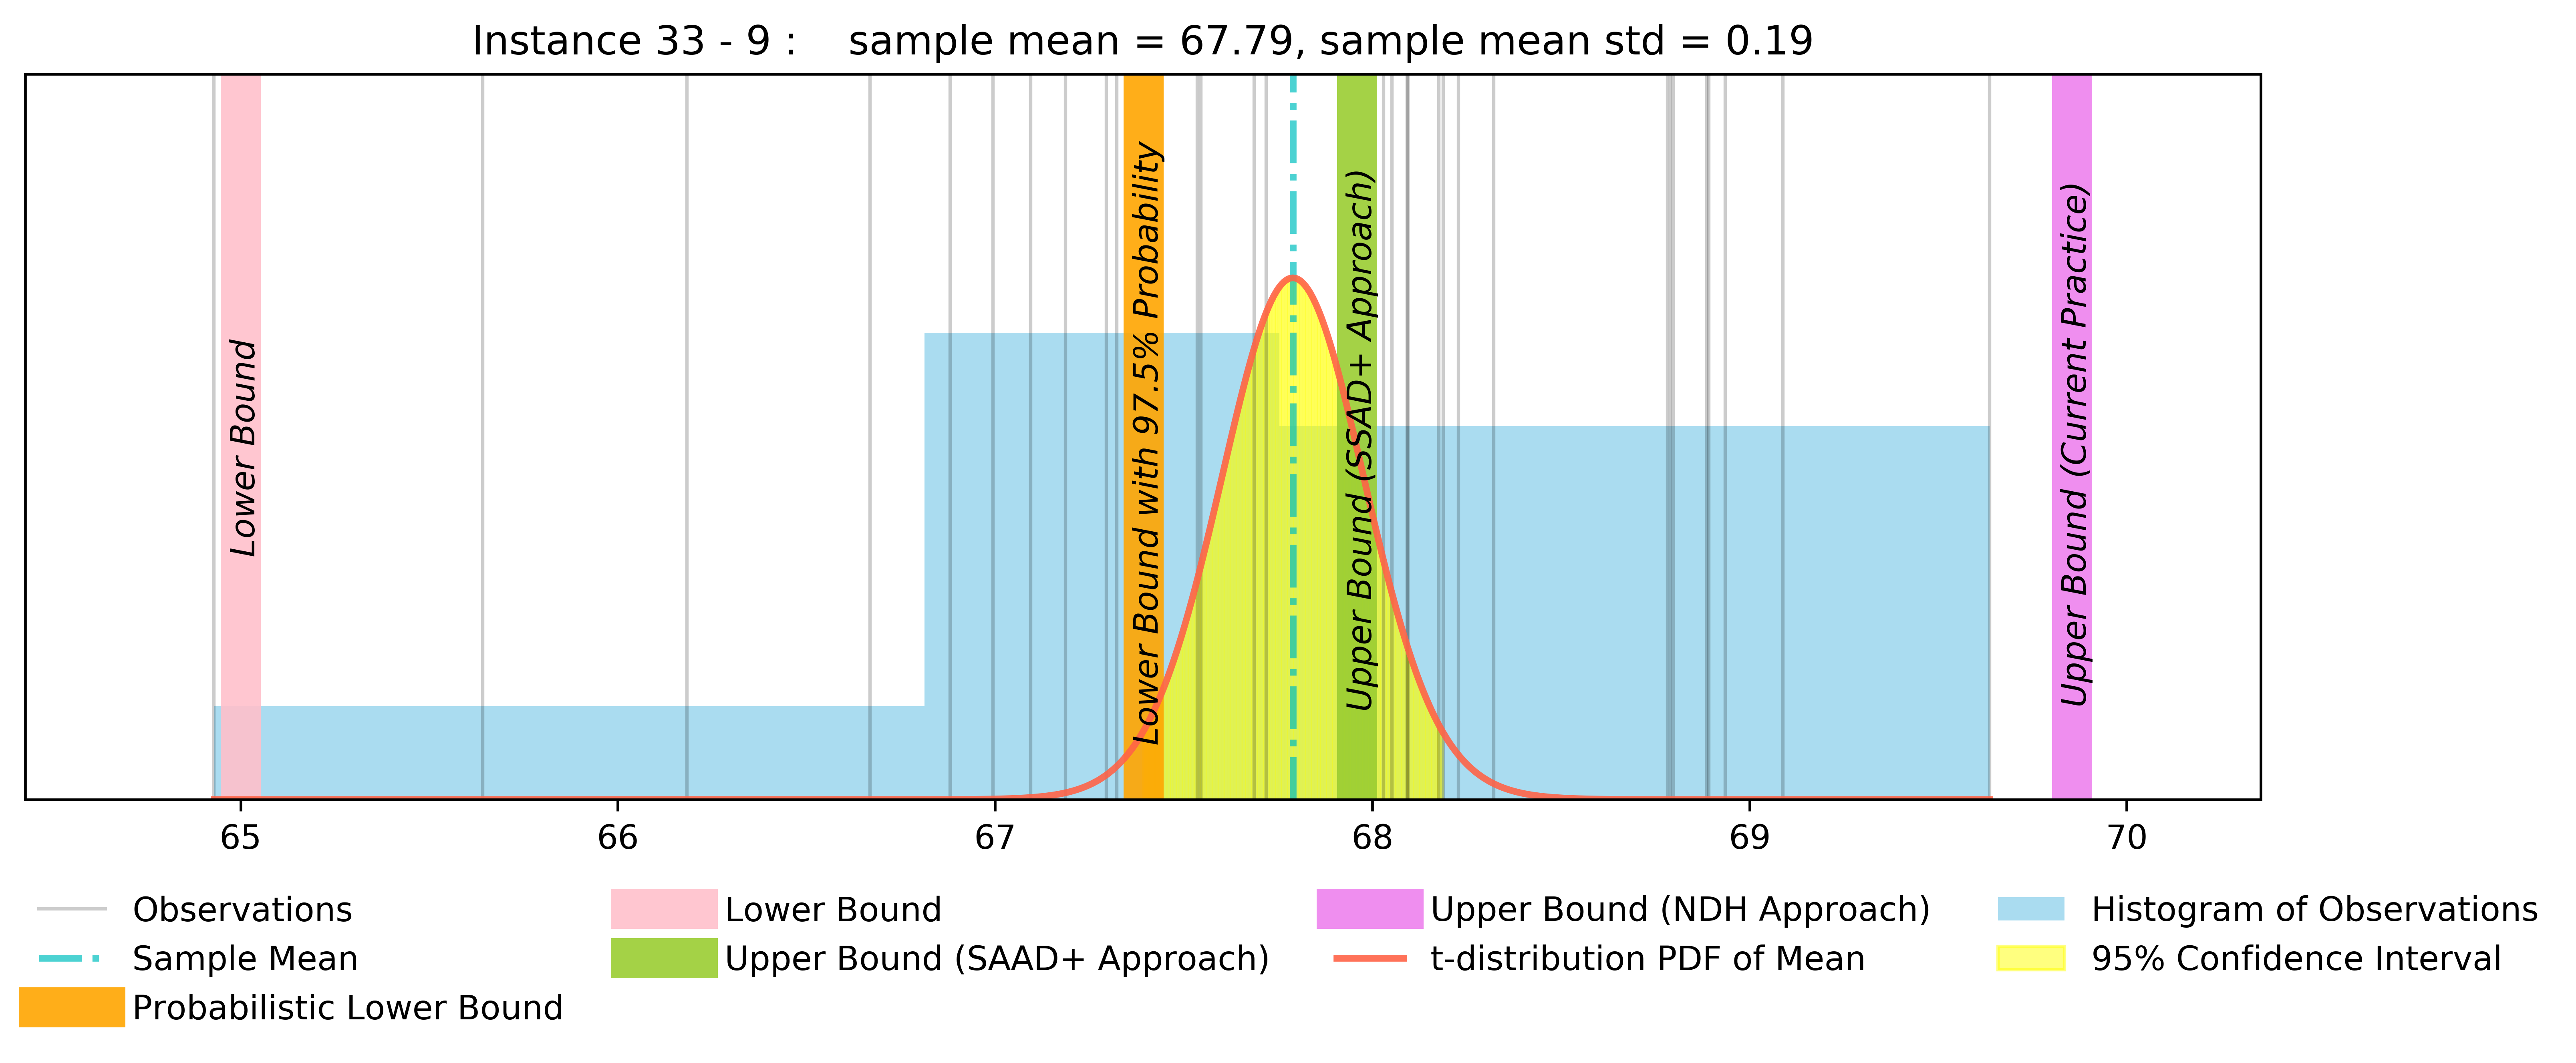 Instance 33 - 9 :    sample mean = 67.79, sample mean std = 0.19
Lower Bound
Lower Bound with 97.5% Probability
Upper Bound (SSAD+ Approach)
Upper Bound (Current Practice)
65 66 67 68 69 70
Observations Lower Bound Upper Bound (NDH Approach) Histogram of Observations
Sample Mean Upper Bound (SAAD+ Approach) t-distribution PDF of Mean 95% Confidence Interval
Probabilistic Lower Bound